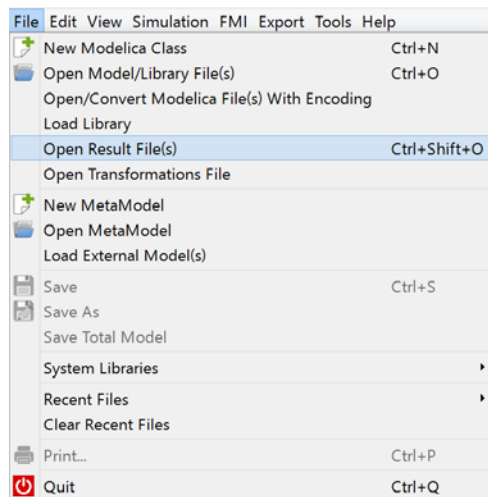 File Edit View Simulation FMI Export Tools Help
New Modelica Class Ctrl+N
Open Model/Library File(s) Ctrl+O
Open/Convert Modelica File(s) With Encoding
Load Library
Open Result File(s) Ctrl+Shift+O
Open Transformations File
New MetaModel
Open MetaModel
Load External Model(s)
Save Ctrl+S
Save As
Save Total Model
System Libraries
Recent Files
Clear Recent Files
Print... Ctrl+P
Quit Ctrl+Q